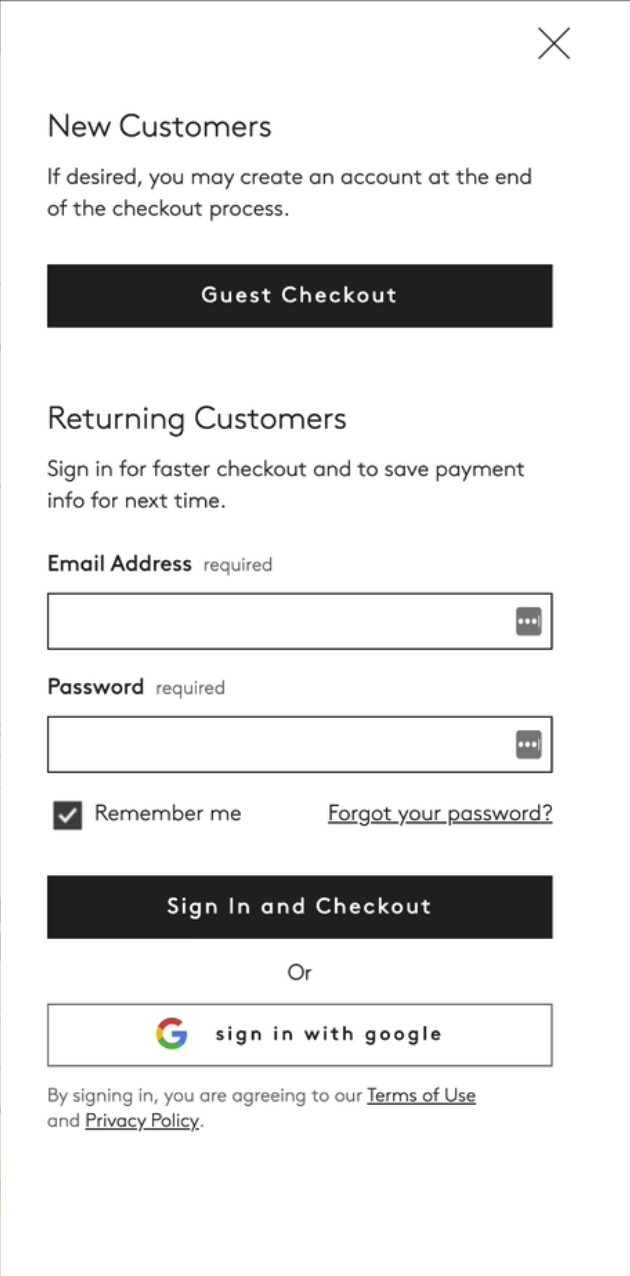 New Customers
If desired, you may create an account at the end
of the checkout process.
Guest Checkout
Returning Customers
Sign in for faster checkout and to save payment
info for next time.
Email Address required
Password required
Remember me Forgot your password?
Sign In and Checkout
Or
sign in with google
By signing in, you are agreeing to our Terms of Use
and Privacy Policy.